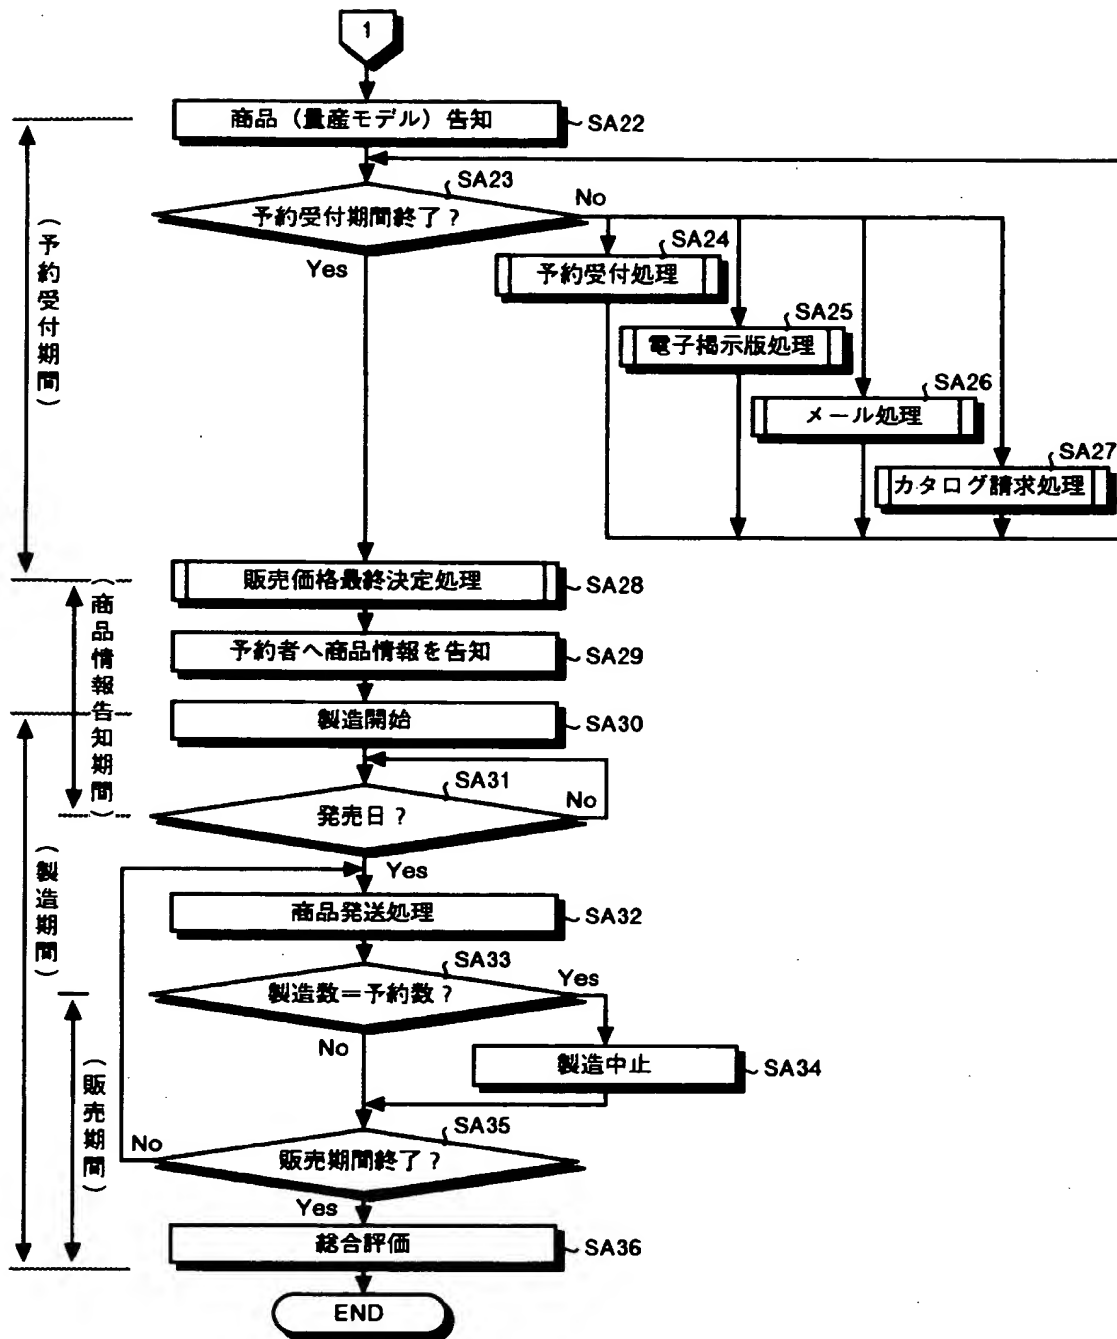 1
商品（量産モデル）告知
SA22
SA23
予約受付期間終了？
No
Yes
SA24
予約受付処理
SA25
電子掲示版処理
SA26
メール処理
SA27
カタログ請求処理
（予約受付期間）
販売価格最終決定処理
SA28
予約者へ商品情報を告知
SA29
製造開始
SA30
（商品情報告知期間）
SA31
発売日？
No
Yes
商品発送処理
SA32
（製造期間）
SA33
製造数＝予約数？
Yes
No
製造中止
SA34
（販売期間）
SA35
販売期間終了？
No
Yes
総合評価
SA36
END